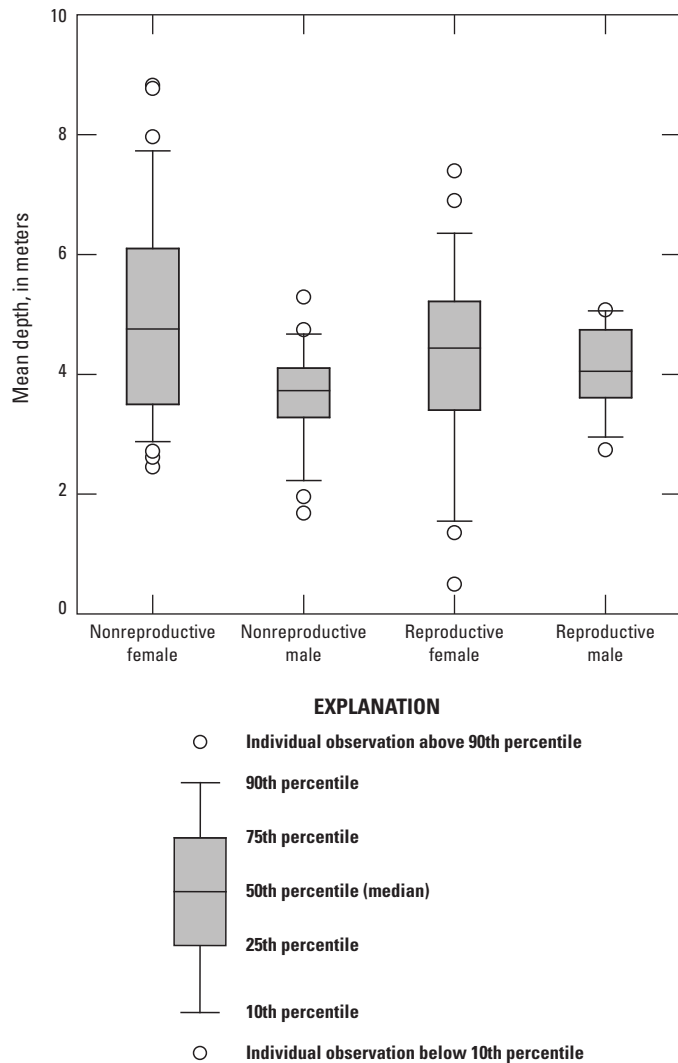 10
8
6
4
2
0
Mean depth, in meters
Nonreproductive
female
Nonreproductive
male
Reproductive
female
Reproductive
male
EXPLANATION
Individual observation above 90th percentile
90th percentile
75th percentile
50th percentile (median)
25th percentile
10th percentile
Individual observation below 10th percentile